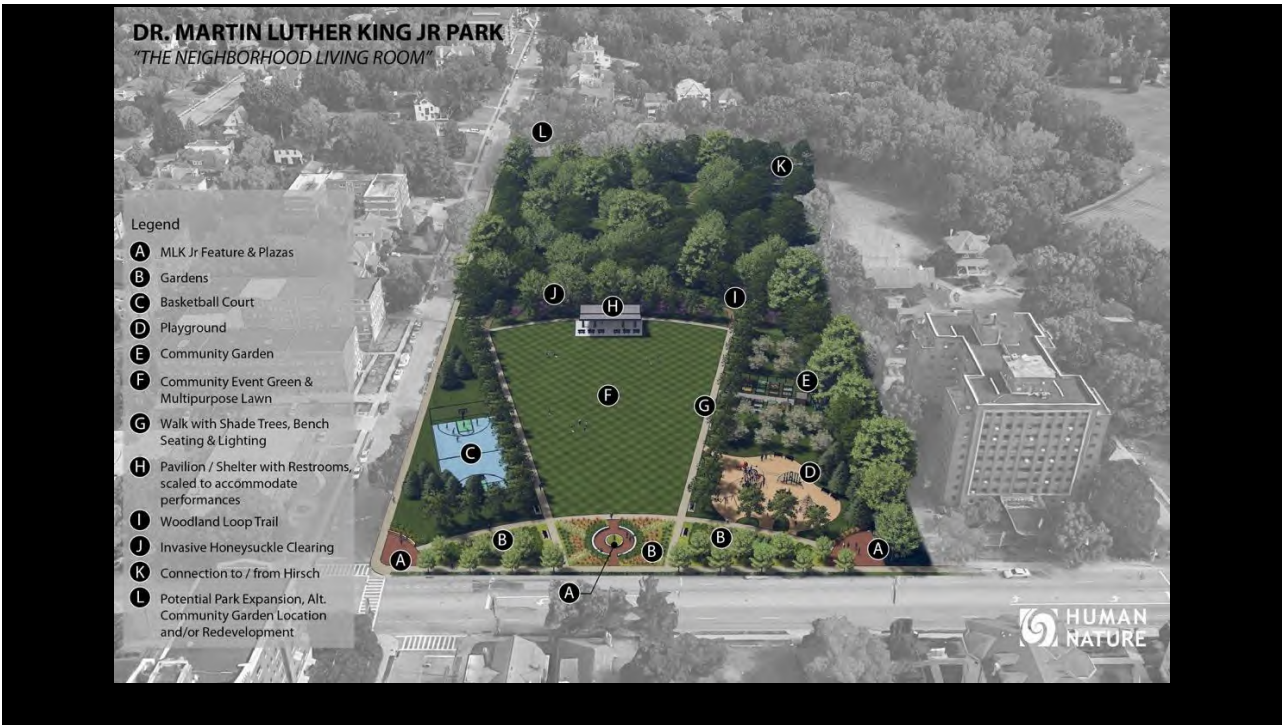 DR. MARTIN LUTHER KING JR PARK
"THE NEIGHBORHOOD LIVING ROOM"
Legend
A MLK Jr Feature & Plazas
B Gardens
C Basketball Court
D Playground
E Community Garden
F Community Event Green &
Multipurpose Lawn
G Walk with Shade Trees, Bench
Seating & Lighting
H Pavilion / Shelter with Restrooms,
scaled to accommodate
performances
I Woodland Loop Trail
J Invasive Honeysuckle Clearing
K Connection to / from Hirsch
L Potential Park Expansion, Alt.
Community Garden Location
and/or Redevelopment
L
K
J
H
I
E
F
G
C
D
B
B
B
A
A
A
HUMAN
NATURE